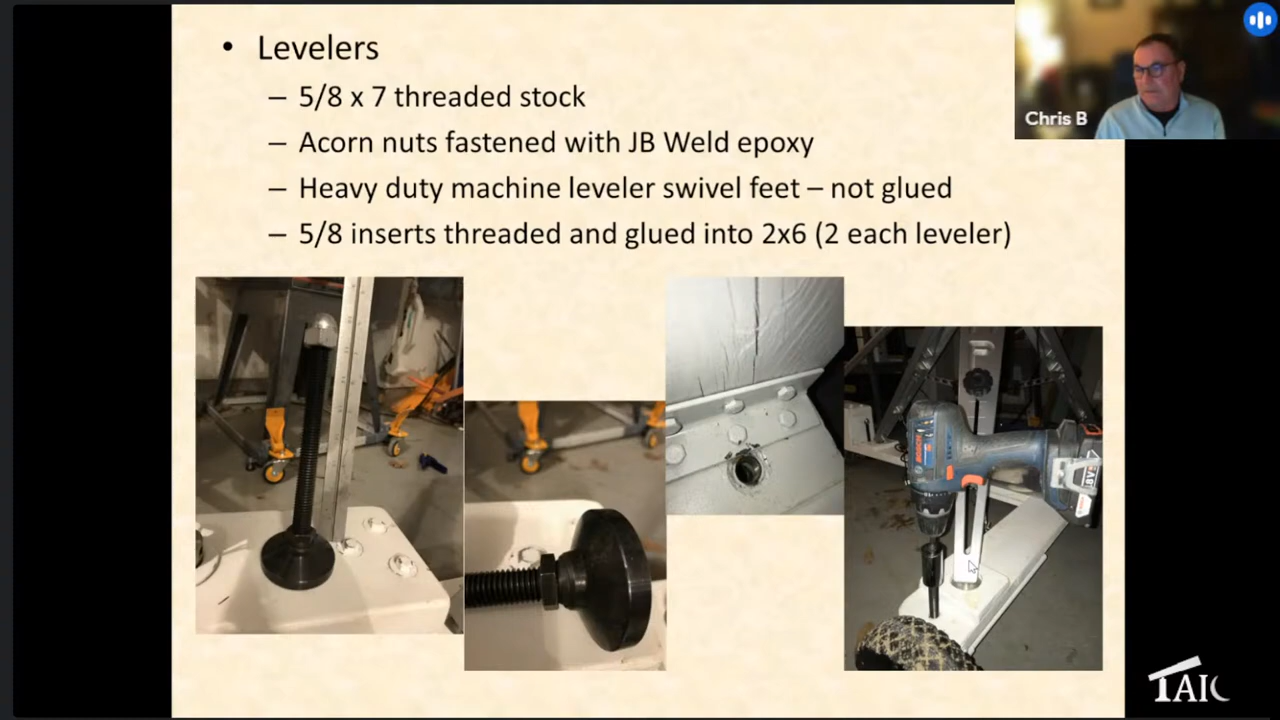 • Levelers
– 5/8 x 7 threaded stock
– Acorn nuts fastened with JB Weld epoxy
– Heavy duty machine leveler swivel feet – not glued
– 5/8 inserts threaded and glued into 2x6 (2 each leveler)
Chris B
BOSCH
TAIC